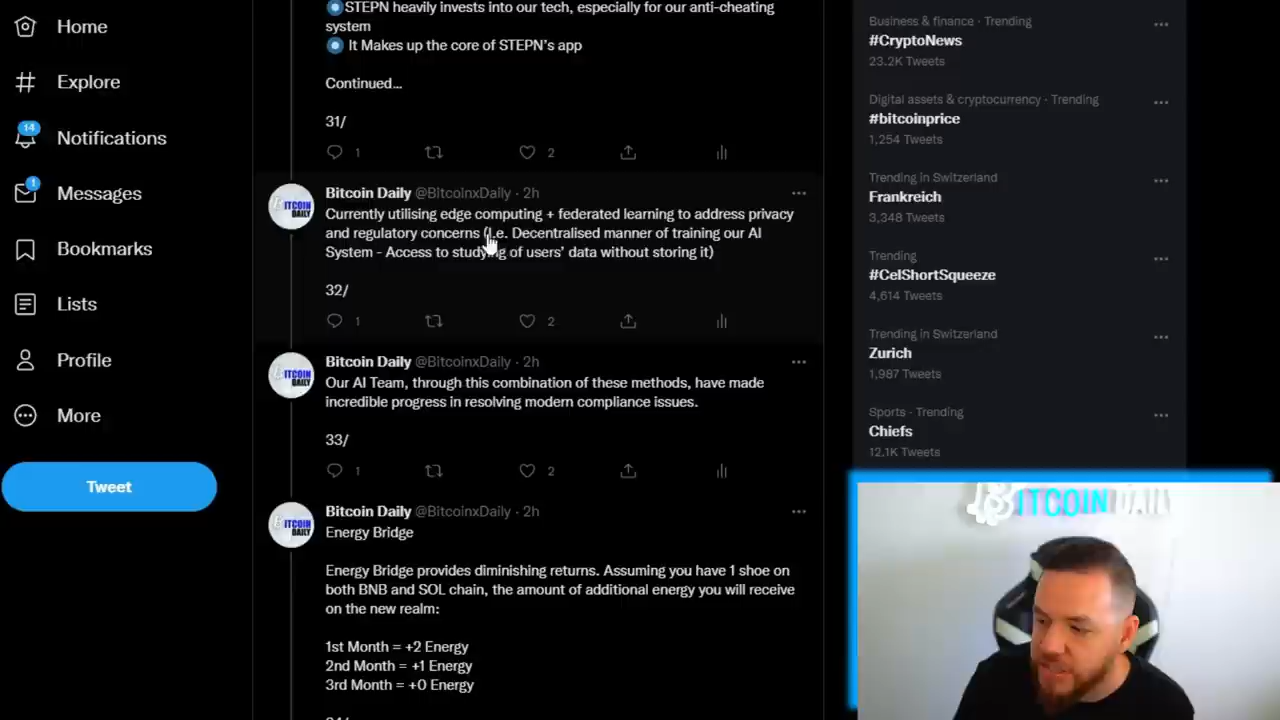 Home
Explore
14
Notifications
1
Messages
Bookmarks
Lists
Profile
More
Tweet
STEPN heavily invests into our tech, especially for our anti-cheating
system
It Makes up the core of STEPN's app
Continued...
31/
1
2
Bitcoin Daily @BItcoinxDaily · 2h
Currently utilising edge computing + federated learning to address privacy
and regulatory concerns (I.e. Decentralised manner of training our AI
System - Access to studying of users' data without storing it)
32/
1
2
Bitcoin Daily @BItcoinxDaily · 2h
Our AI Team, through this combination of these methods, have made
incredible progress in resolving modern compliance issues.
33/
1
2
Bitcoin Daily @BItcoinxDaily · 2h
Energy Bridge
Energy Bridge provides diminishing returns. Assuming you have 1 shoe on
both BNB and SOL chain, the amount of additional energy you will receive
on the new realm:
1st Month = +2 Energy
2nd Month = +1 Energy
3rd Month = +0 Energy
Business & finance · Trending
#CryptoNews
23.2K Tweets
Digital assets & cryptocurrency · Trending
#bitcoinprice
1,254 Tweets
Trending in Switzerland
Frankreich
3,348 Tweets
Trending
#CelShortSqueeze
4,614 Tweets
Trending in Switzerland
Zurich
1,987 Tweets
Sports · Trending
Chiefs
12.1K Tweets
BITCOIN DAILY